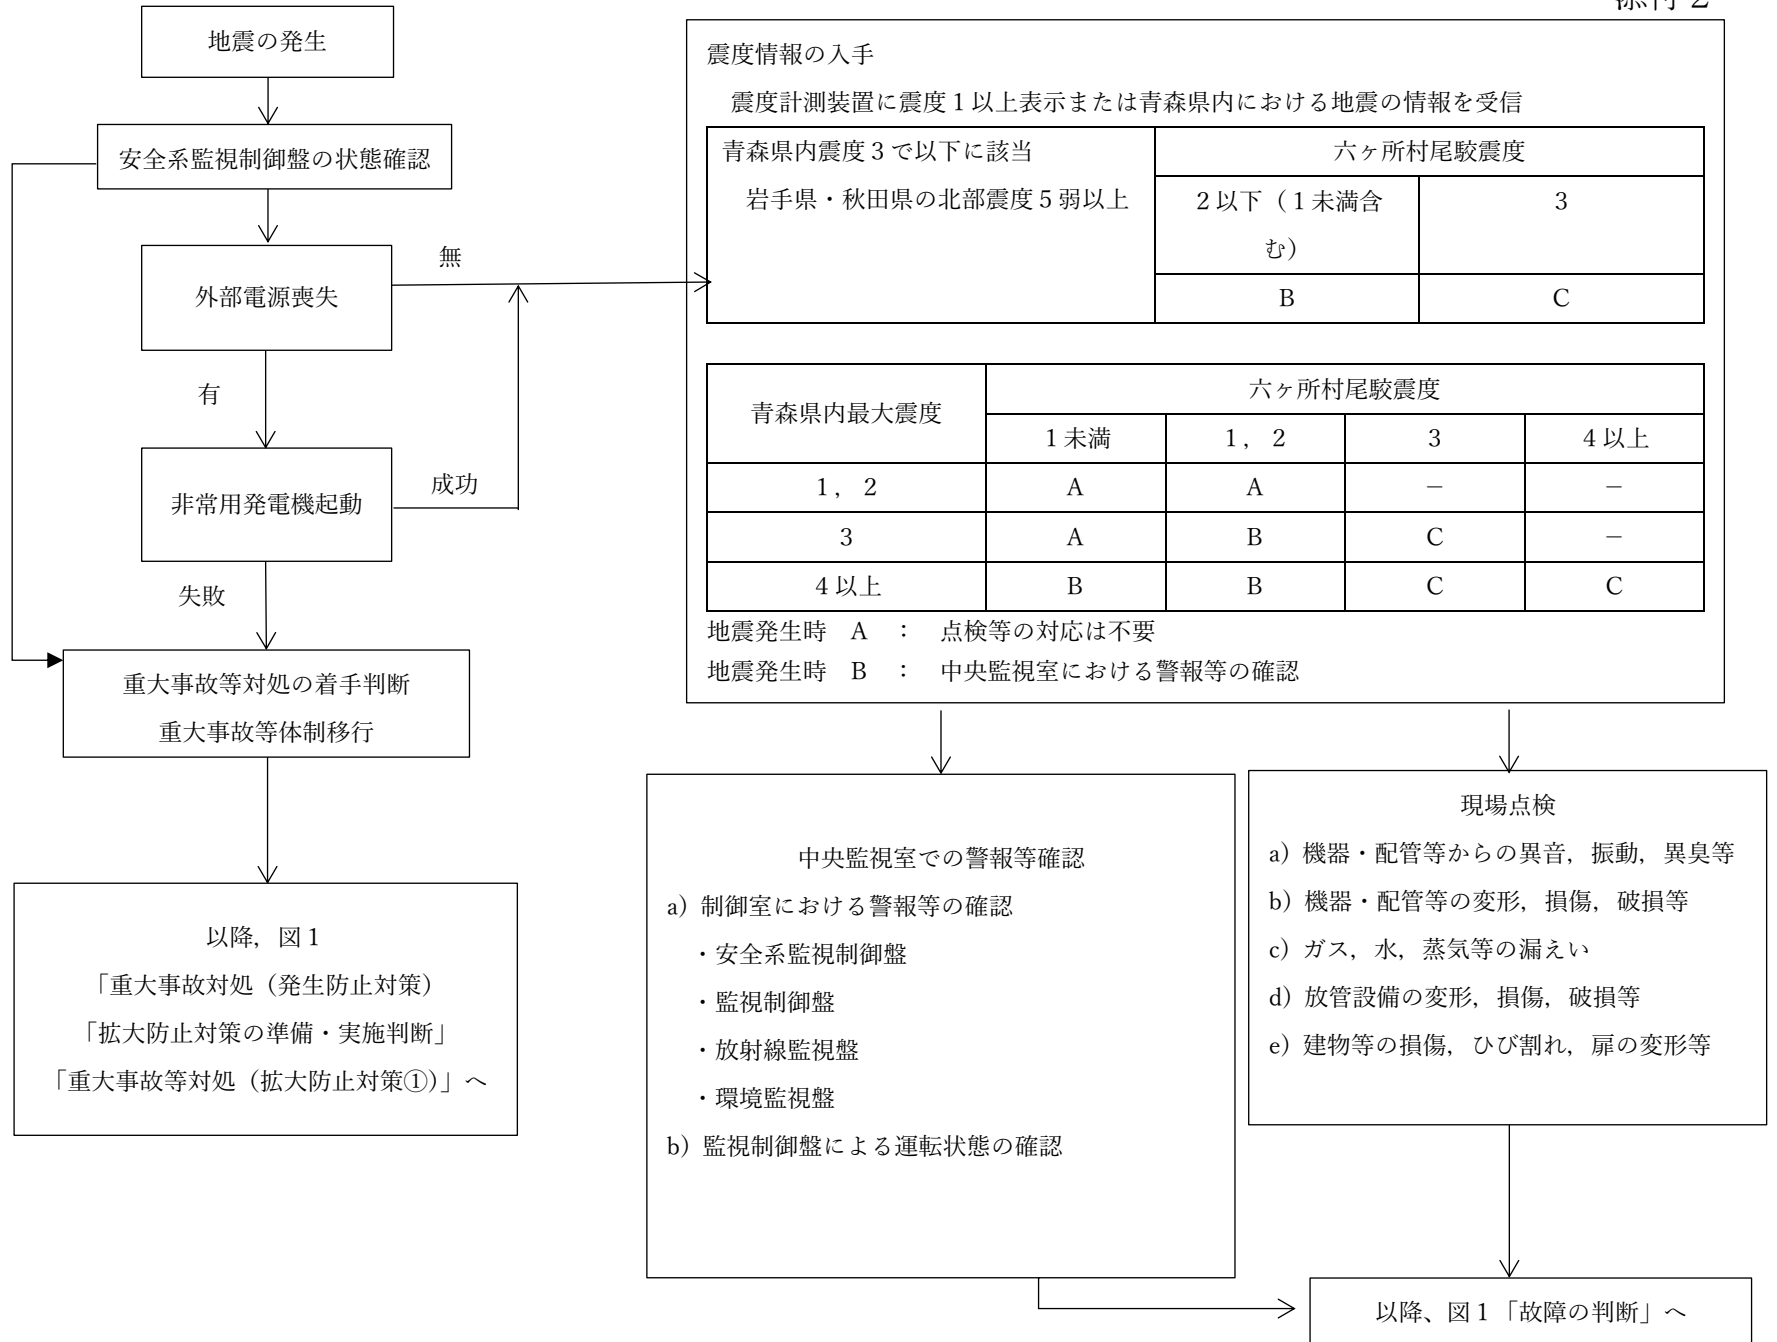 添付２
地震の発生
安全系監視制御盤の状態確認
外部電源喪失
無
有
非常用発電機起動
成功
失敗
重大事故等対処の着手判断
重大事故等体制移行
以降，図１
「重大事故対処（発生防止対策）
「拡大防止対策の準備・実施判断」
「重大事故等対処（拡大防止対策①）」へ
震度情報の入手
震度計測装置に震度１以上表示または青森県内における地震の情報を受信
青森県内震度３で以下に該当
岩手県・秋田県の北部震度５弱以上
六ヶ所村尾駮震度
２以下（１未満含
む）
３
B
C
青森県内最大震度
六ヶ所村尾駮震度
１未満
１，２
３
４以上
１，２
A
A
－
－
３
A
B
C
－
４以上
B
B
C
C
地震発生時　A　：　点検等の対応は不要
地震発生時　B　：　中央監視室における警報等の確認
中央監視室での警報等確認
a）制御室における警報等の確認
・安全系監視制御盤
・監視制御盤
・放射線監視盤
・環境監視盤
b）監視制御盤による運転状態の確認
現場点検
a）機器・配管等からの異音，振動，異臭等
b）機器・配管等の変形，損傷，破損等
c）ガス，水，蒸気等の漏えい
d）放管設備の変形，損傷，破損等
e）建物等の損傷，ひび割れ，扉の変形等
以降、図１「故障の判断」へ